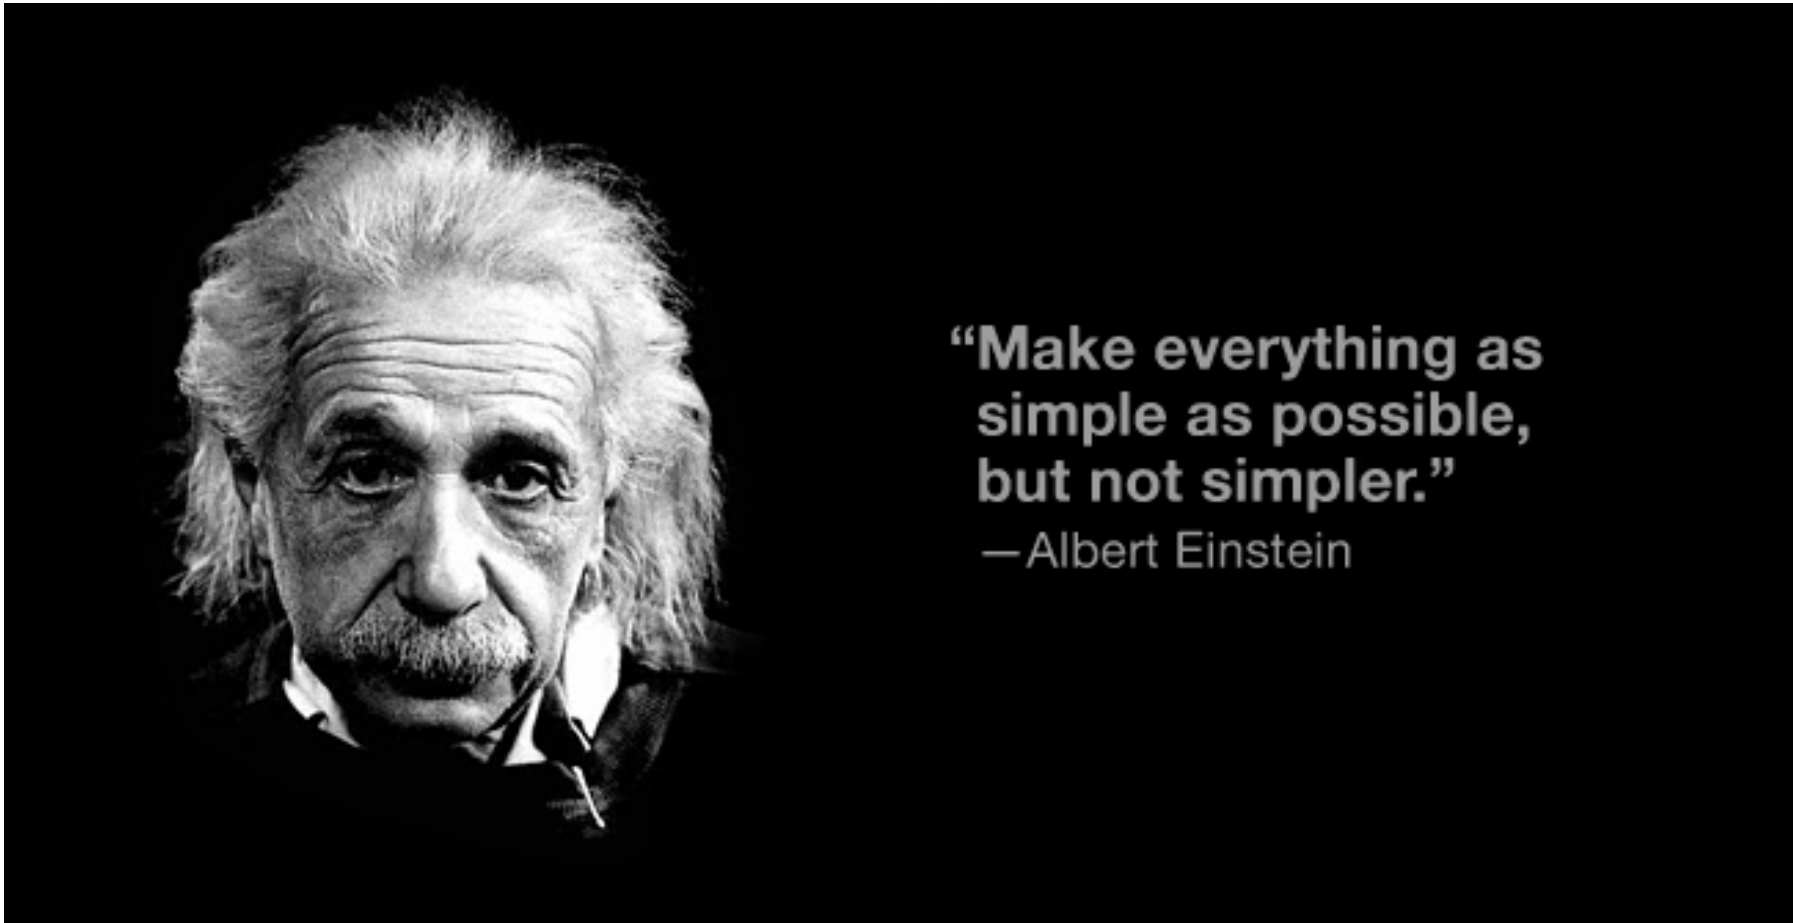 “Make everything as
simple as possible,
but not simpler.”
—Albert Einstein